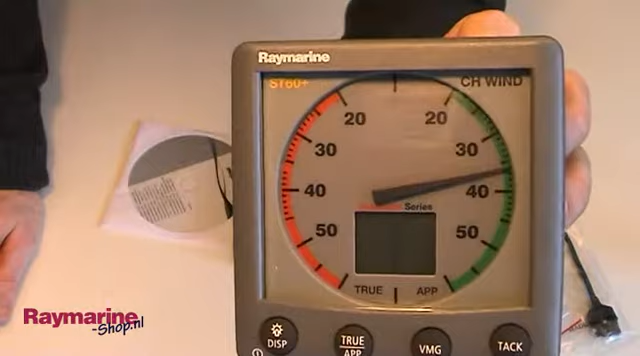 Raymarine
ST60+
CH WIND
20 20
30 30
40 40
50 50
Series
TRUE APP
DISP
TRUE
APP
VMG
TACK
Raymarine
-Shop.nl